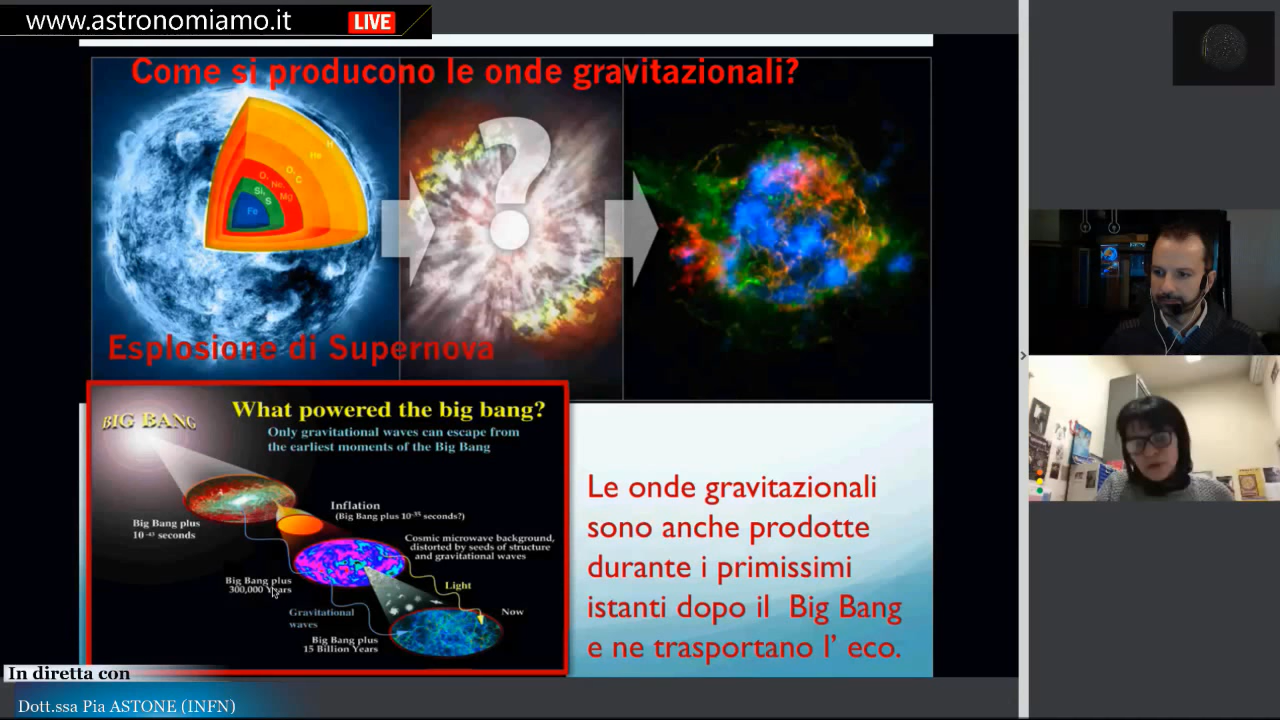 www.astronomiamo.it LIVE
Come si producono le onde gravitazionali?
H
He
O, C
O,
Ne,
Mg
Si,
S
Fe
?
Esplosione di Supernova
BIG BANG
What powered the big bang?
Only gravitational waves can escape from
the earliest moments of the Big Bang
Inflation
(Big Bang plus 10⁻³⁵ seconds?)
Big Bang plus
10⁻⁴³ seconds
Cosmic microwave background,
distorted by seeds of structure
and gravitational waves
Big Bang plus
300,000 Years
Light
Gravitational
waves
Now
Big Bang plus
15 Billion Years
Le onde gravitazionali
sono anche prodotte
durante i primissimi
istanti dopo il Big Bang
e ne trasportano l' eco.
In diretta con
Dott.ssa Pia ASTONE (INFN)